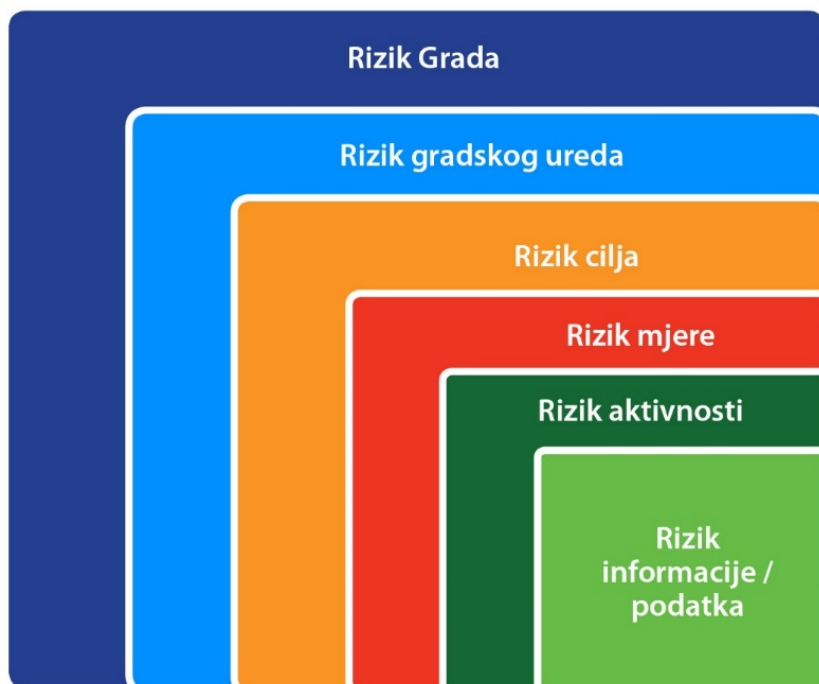 Rizik Grada
Rizik gradskog ureda
Rizik cilja
Rizik mjere
Rizik aktivnosti
Rizik
informacije /
podatka